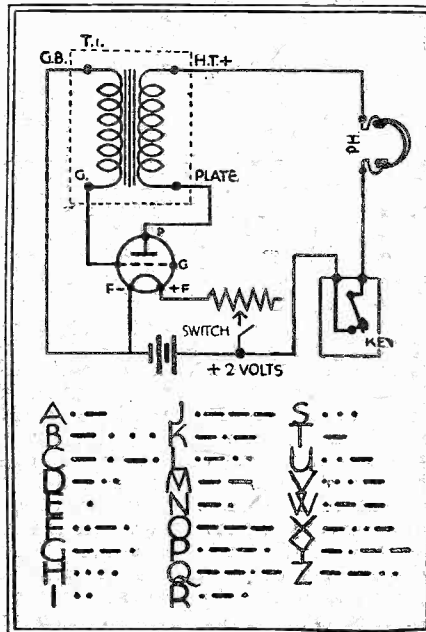 T.1.
G.B. H.T.+
PH.
G. PLATE
P
G
F- +F
SWITCH
KEY
+ 2 VOLTS
A ·— J ·——— S ···
B —··· K —·— T —
C —·—· L U ··—
D —·· M —— V ···—
E · N —· W ·——
F ··—· O ——— X —··—
G ——· P ·——· Y —·——
H ···· Q ——·— Z ——··
I ·· R ·—·